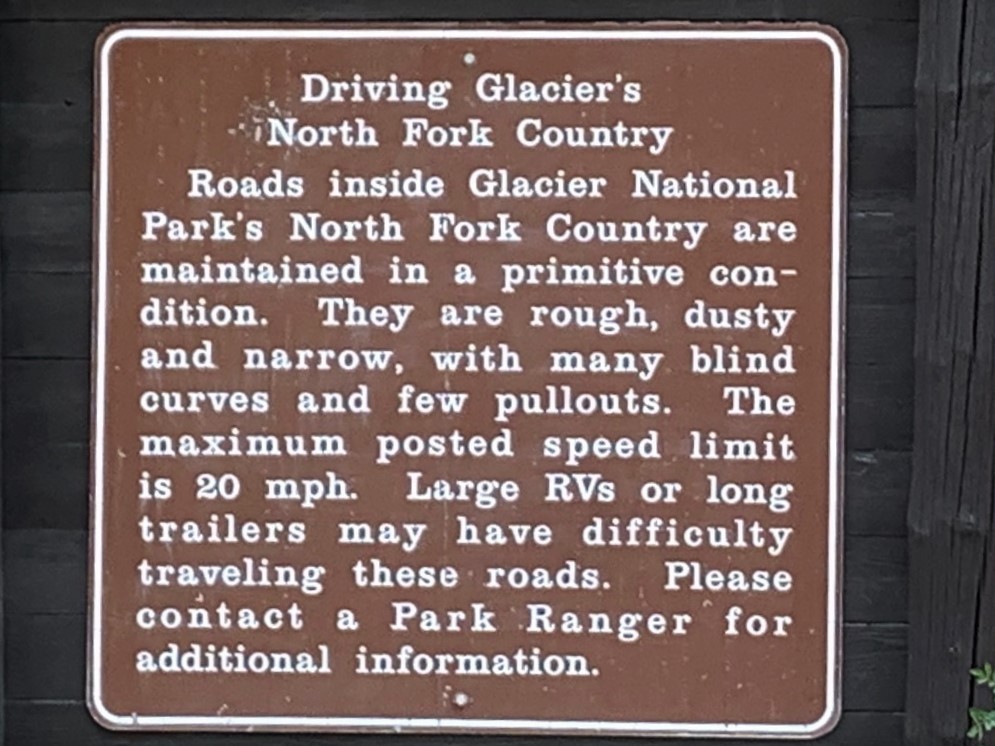 Driving Glacier's
North Fork Country
Roads inside Glacier National
Park's North Fork Country are
maintained in a primitive con-
dition. They are rough, dusty
and narrow, with many blind
curves and few pullouts. The
maximum posted speed limit
is 20 mph. Large RVs or long
trailers may have difficulty
traveling these roads. Please
contact a Park Ranger for
additional information.